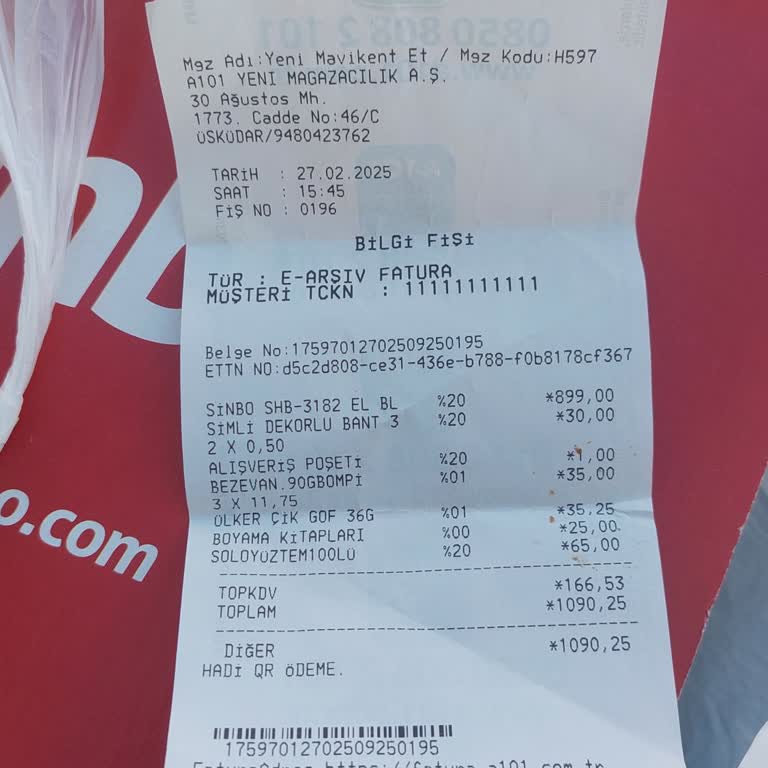 Mgz Adı:Yeni Mavikent Et / Mgz Kodu:H597
A101 YENİ MAGAZACILIK A.Ş.
30 Ağustos Mh.
1773. Cadde No:46/C
ÜSKÜDAR/9480423762
TARİH : 27.02.2025
SAAT : 15:45
FİŞ NO : 0196
BİLGİ FİŞİ
TÜR : E-ARŞİV FATURA
MÜŞTERİ TCKN : 11111111111
Belge No:17597012702509250195
ETTN NO:d5c2d808-ce31-436e-b788-f0b8178cf367
SİNBO SHB-3182 EL BL %20 *899,00
SİMLİ DEKORLU BANT 3 %20 *30,00
2 X 0,50
ALIŞVERİŞ POŞETİ %20 *1,00
BEZEVAN.90GBOMPİ %01 *35,00
3 X 11,75
ÜLKER ÇİK GOF 36G %01 *35,25
BOYAMA KİTAPLARI %00 *25,00
SOLOYÜZTEM100LÜ %20 *65,00
TOPKDV *166,53
TOPLAM *1090,25
DİĞER *1090,25
HADİ QR ÖDEME.
17597012702509250195
o.com